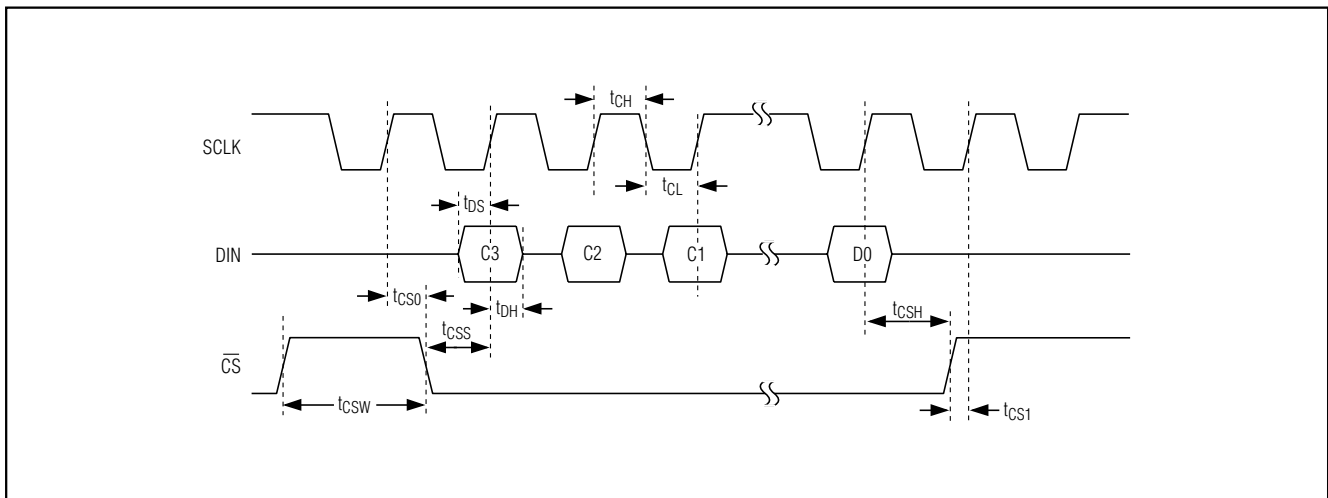 tCH
SCLK
tCL
tDS
DIN
C3
C2
C1
D0
tCS0
tDH
tCSH
tCSS
CS
tCSW
tCS1